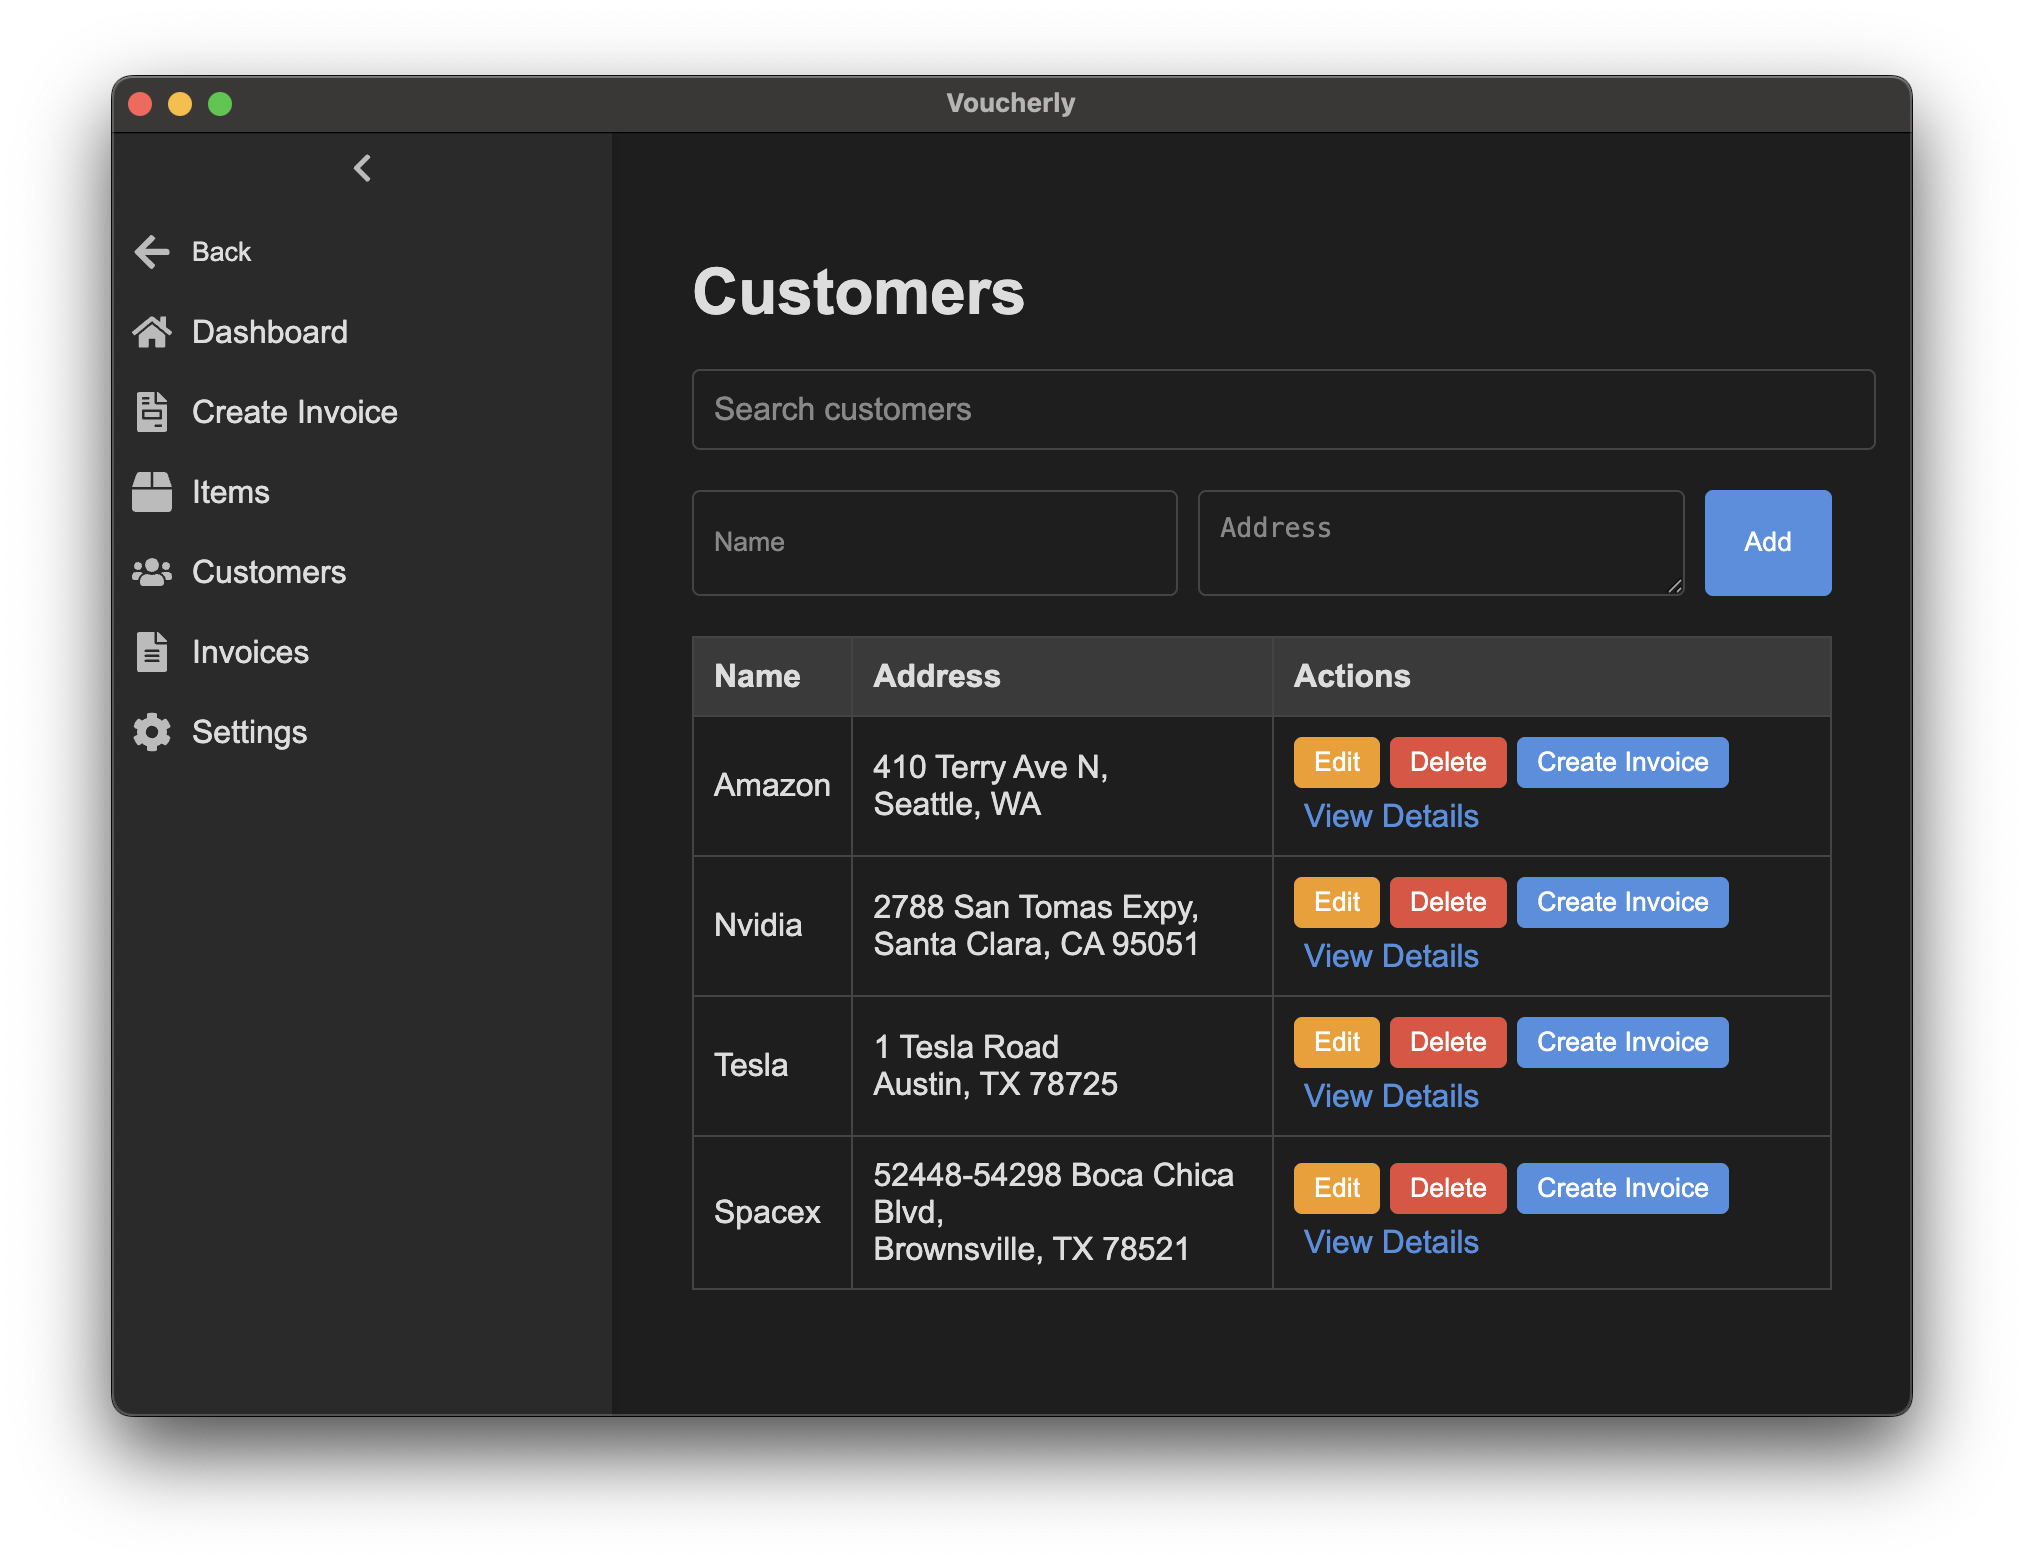 Voucherly
Back
Dashboard
Create Invoice
Items
Customers
Invoices
Settings
Customers
Search customers
Name
Address
Add
Name Address Actions
Amazon
410 Terry Ave N,
Seattle, WA
Edit Delete Create Invoice
View Details
Nvidia
2788 San Tomas Expy,
Santa Clara, CA 95051
Edit Delete Create Invoice
View Details
Tesla
1 Tesla Road
Austin, TX 78725
Edit Delete Create Invoice
View Details
Spacex
52448-54298 Boca Chica
Blvd,
Brownsville, TX 78521
Edit Delete Create Invoice
View Details